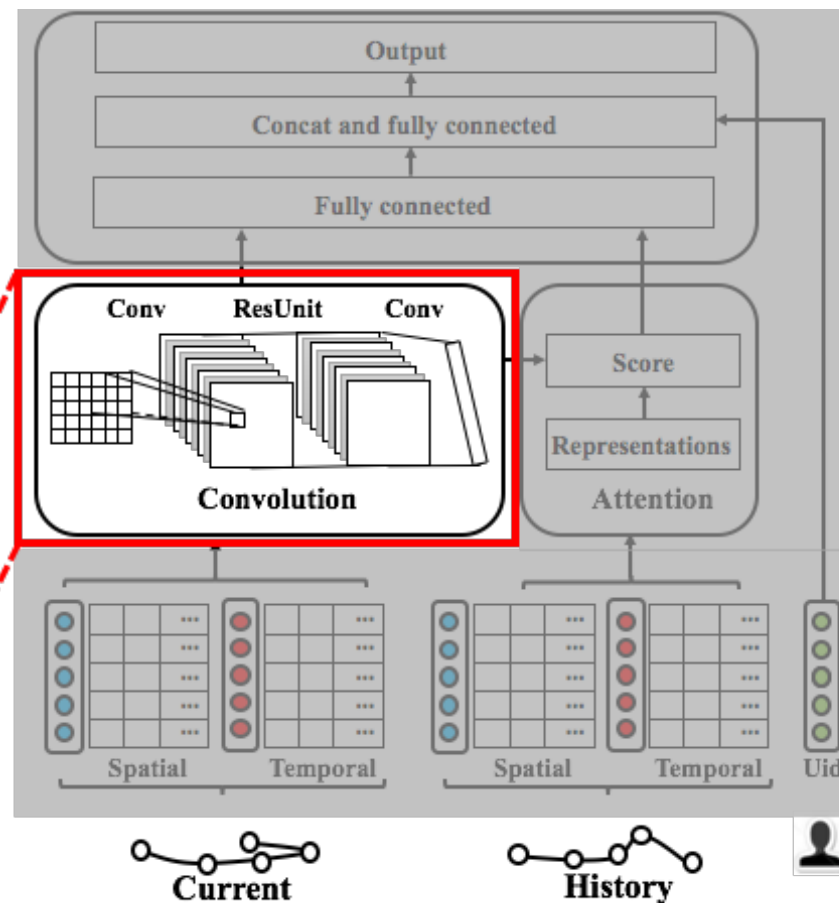 Output
Concat and fully connected
Fully connected
Conv ResUnit Conv
Convolution
Score
Representations
Attention
... ... ... ...
... ... ... ...
... ... ... ...
... ... ... ...
... ... ... ...
Spatial Temporal Spatial Temporal Uid
Current History